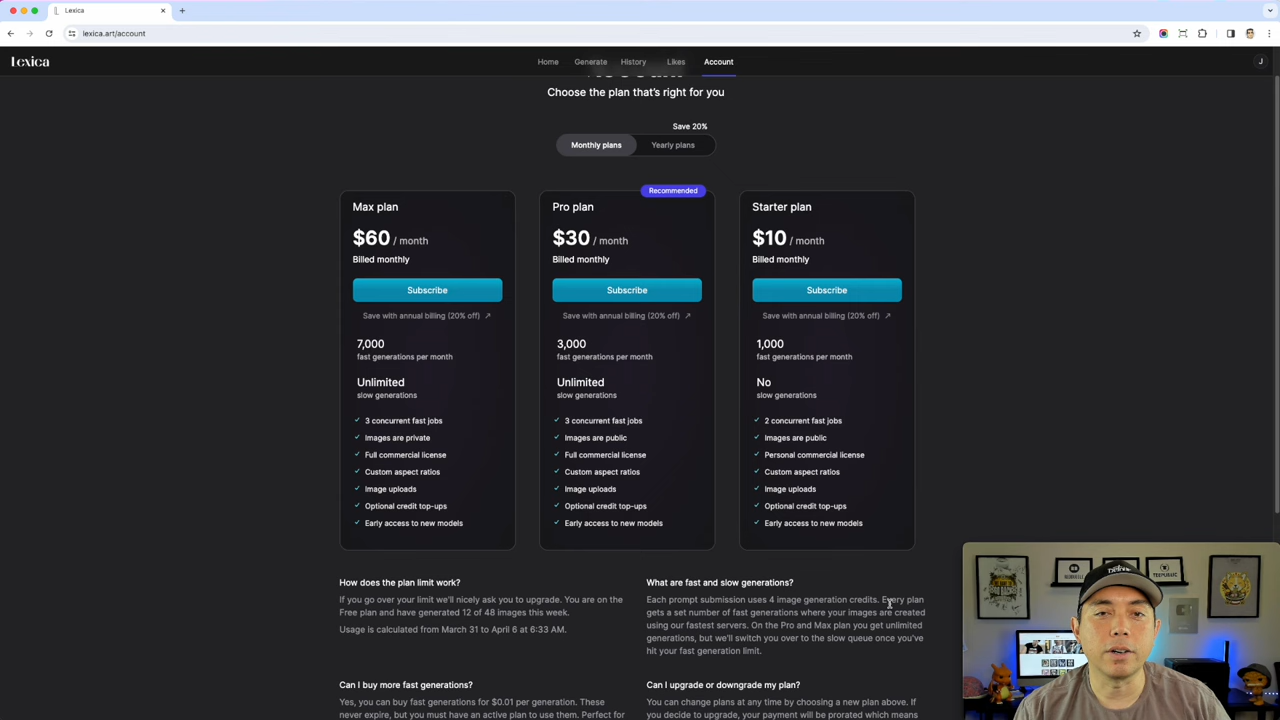 Lexica
lexica.art/account
Lexica
Home
Generate
History
Likes
Account
J
Choose the plan that's right for you
Save 20%
Monthly plans
Yearly plans
Max plan
$60 / month
Billed monthly
Subscribe
Save with annual billing (20% off) ↗
7,000
fast generations per month
Unlimited
slow generations
3 concurrent fast jobs
Images are private
Full commercial license
Custom aspect ratios
Image uploads
Optional credit top-ups
Early access to new models
Recommended
Pro plan
$30 / month
Billed monthly
Subscribe
Save with annual billing (20% off) ↗
3,000
fast generations per month
Unlimited
slow generations
3 concurrent fast jobs
Images are public
Full commercial license
Custom aspect ratios
Image uploads
Optional credit top-ups
Early access to new models
Starter plan
$10 / month
Billed monthly
Subscribe
Save with annual billing (20% off) ↗
1,000
fast generations per month
No
slow generations
2 concurrent fast jobs
Images are public
Personal commercial license
Custom aspect ratios
Image uploads
Optional credit top-ups
Early access to new models
How does the plan limit work?
If you go over your limit we'll nicely ask you to upgrade. You are on the
Free plan and have generated 12 of 48 images this week.
Usage is calculated from March 31 to April 6 at 6:33 AM.
What are fast and slow generations?
Each prompt submission uses 4 image generation credits. Every plan
gets a set number of fast generations where your images are created
using our fastest servers. On the Pro and Max plan you get unlimited
generations, but we'll switch you over to the slow queue once you've
hit your fast generation limit.
Can I buy more fast generations?
Yes, you can buy fast generations for $0.01 per generation. These
never expire, but you must have an active plan to use them. Perfect for
Can I upgrade or downgrade my plan?
You can change plans at any time by choosing a new plan above. If
you decide to upgrade, your payment will be prorated which means